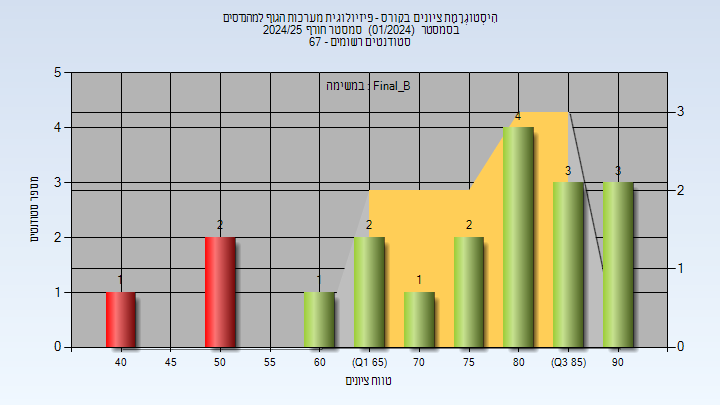 היסטוגרמת ציונים בקורס - פיזיולוגית מערכות הגוף למהנדסים
בסמסטר (01/2024) סמסטר חורף 2024/25
סטודנטים רשומים - 67
במשימה : Final_B
מספר סטודנטים
5
4
3
2
1
0
3
2
1
0
1
2
1
2
1
2
4
3
3
40 45 50 55 60 (Q1 65) 70 75 80 (Q3 85) 90
טווח ציונים